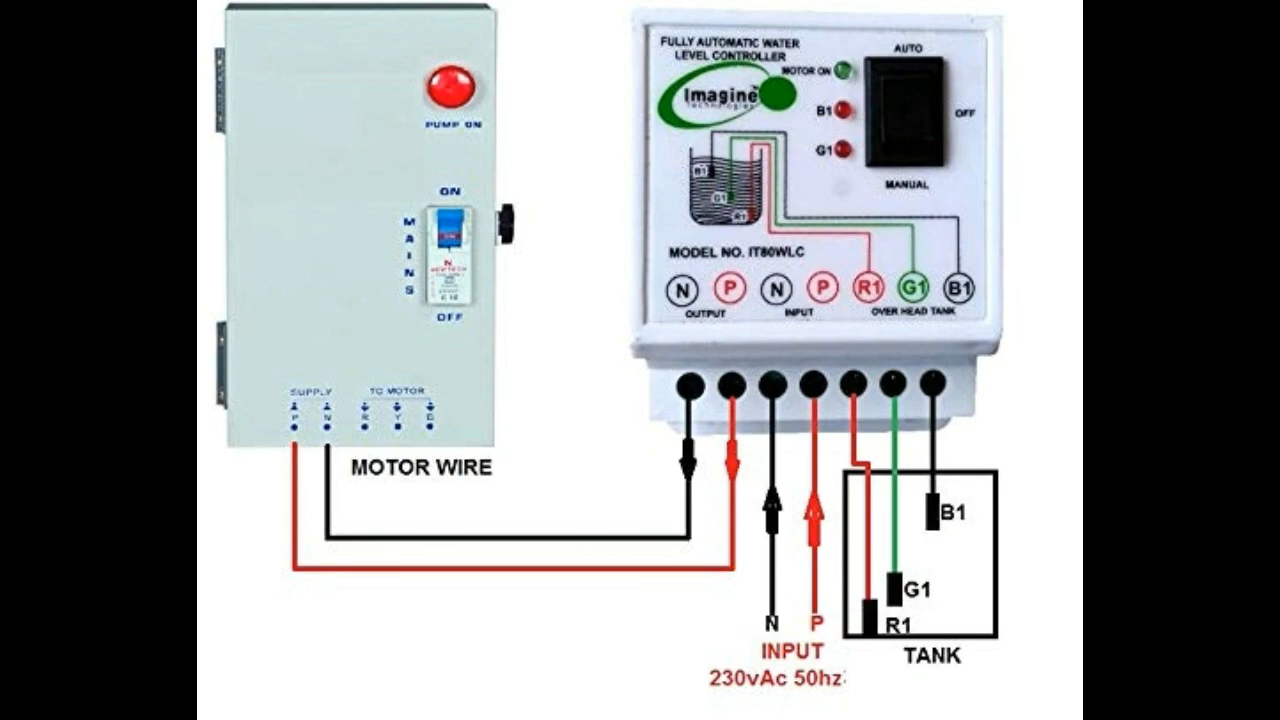 PUMP ON
ON
MAINS
N
OFF
SUPPLY
TO MOTOR
P N R Y B
MOTOR WIRE
FULLY AUTOMATIC WATER
LEVEL CONTROLLER
Imagine
Technologies
MOTOR ON
B1
G1
AUTO
OFF
MANUAL
B1
G1
R1
MODEL NO. IT80WLC
N P N P R1 G1 B1
OUTPUT
INPUT
OVER HEAD TANK
B1
G1
R1
TANK
N P
INPUT
230vAc 50hz